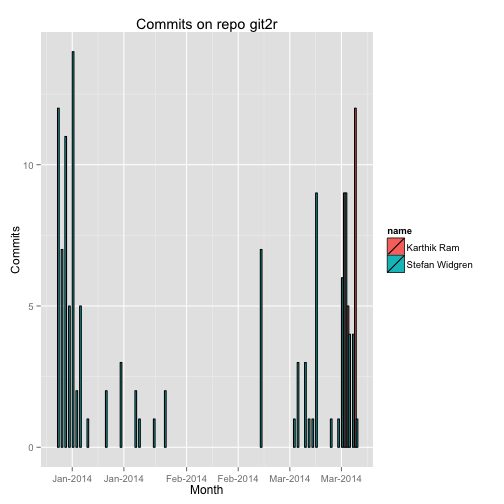 Commits on repo git2r
10
5
0
Commits
Jan-2014 Jan-2014 Feb-2014 Feb-2014 Mar-2014 Mar-2014
Month
name
Karthik Ram
Stefan Widgren